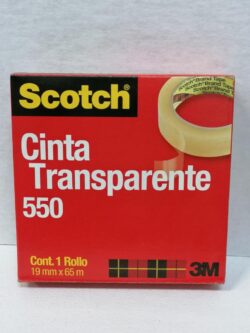 Scotch®
Cinta
Transparente
550
Cont. 1 Rollo
19 mm x 65 m
3M